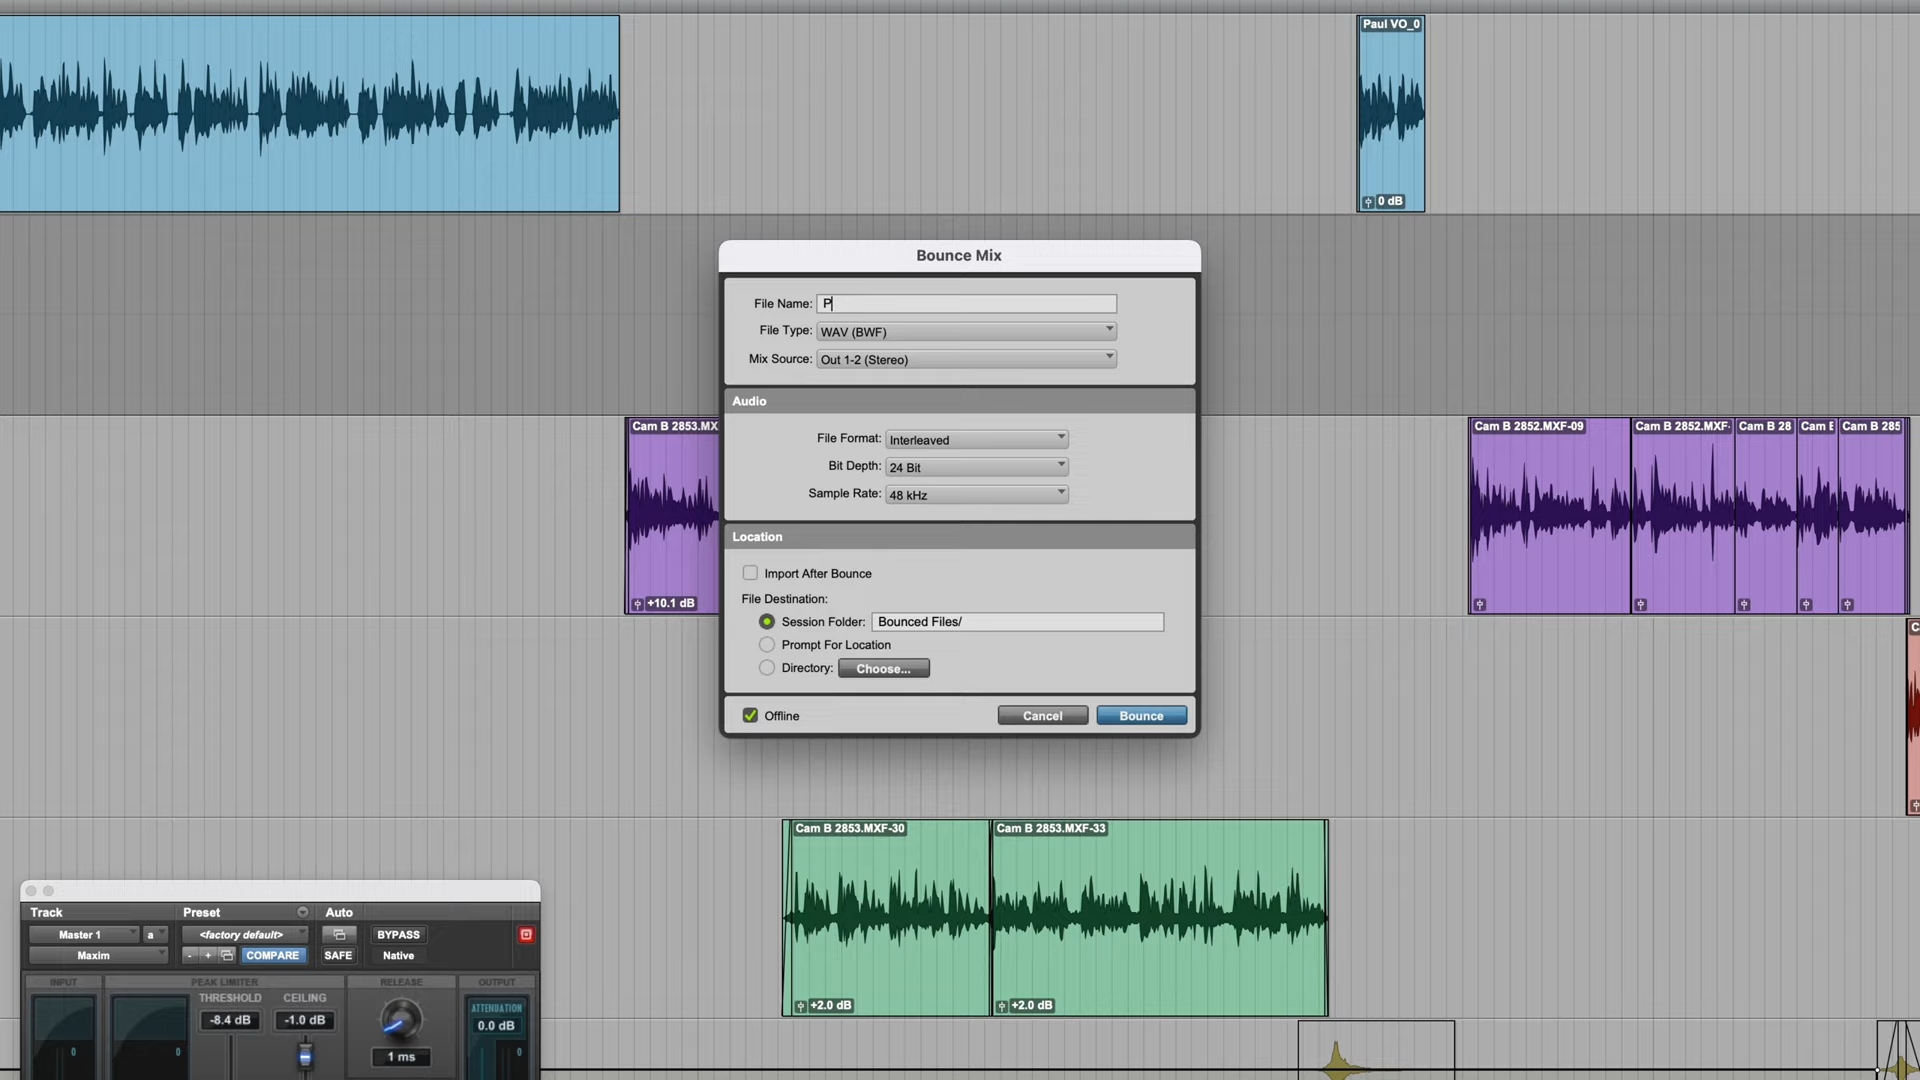 Paul VO_0
0 dB
Bounce Mix
File Name: P
File Type: WAV (BWF)
Mix Source: Out 1-2 (Stereo)
Audio
File Format: Interleaved
Bit Depth: 24 Bit
Sample Rate: 48 kHz
Location
Import After Bounce
File Destination:
Session Folder: Bounced Files/
Prompt For Location
Directory: Choose...
Offline Cancel Bounce
Cam B 2853.MX
+10.1 dB
Cam B 2852.MXF-09
Cam B 2852.MXF-
Cam B 28
Cam B
Cam B 285
C
Cam B 2853.MXF-30
Cam B 2853.MXF-33
+2.0 dB
+2.0 dB
Track Preset Auto
Master 1 a <factory default> BYPASS
Maxim - + COMPARE SAFE Native
INPUT PEAK LIMITER RELEASE OUTPUT
THRESHOLD CEILING ATTENUATION
-8.4 dB -1.0 dB 0.0 dB
0 0 1 ms 0